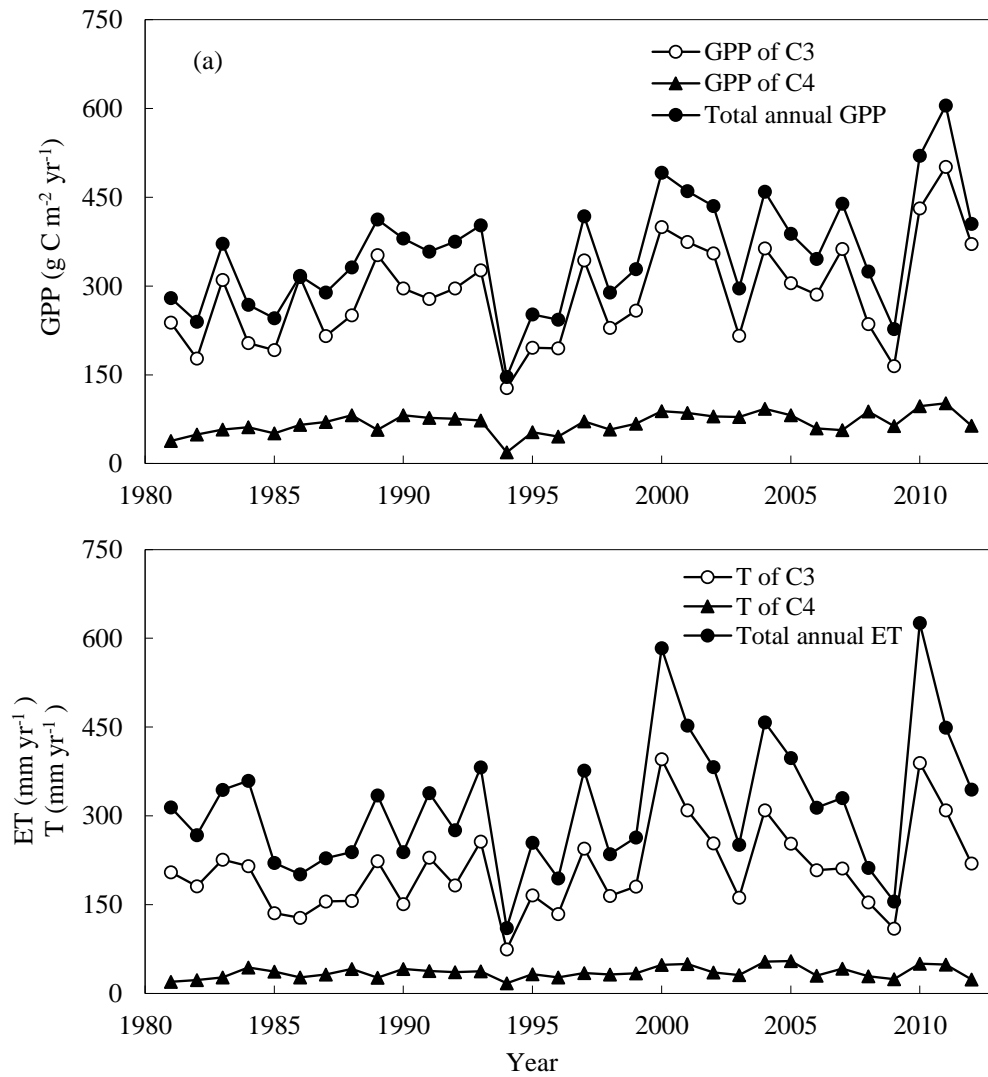 750
600
450
300
150
0
GPP (g C m⁻² yr⁻¹)
(a)
GPP of C3
GPP of C4
Total annual GPP
1980 1985 1990 1995 2000 2005 2010
750
600
450
300
150
0
ET (mm yr⁻¹)
T (mm yr⁻¹)
T of C3
T of C4
Total annual ET
1980 1985 1990 1995 2000 2005 2010
Year